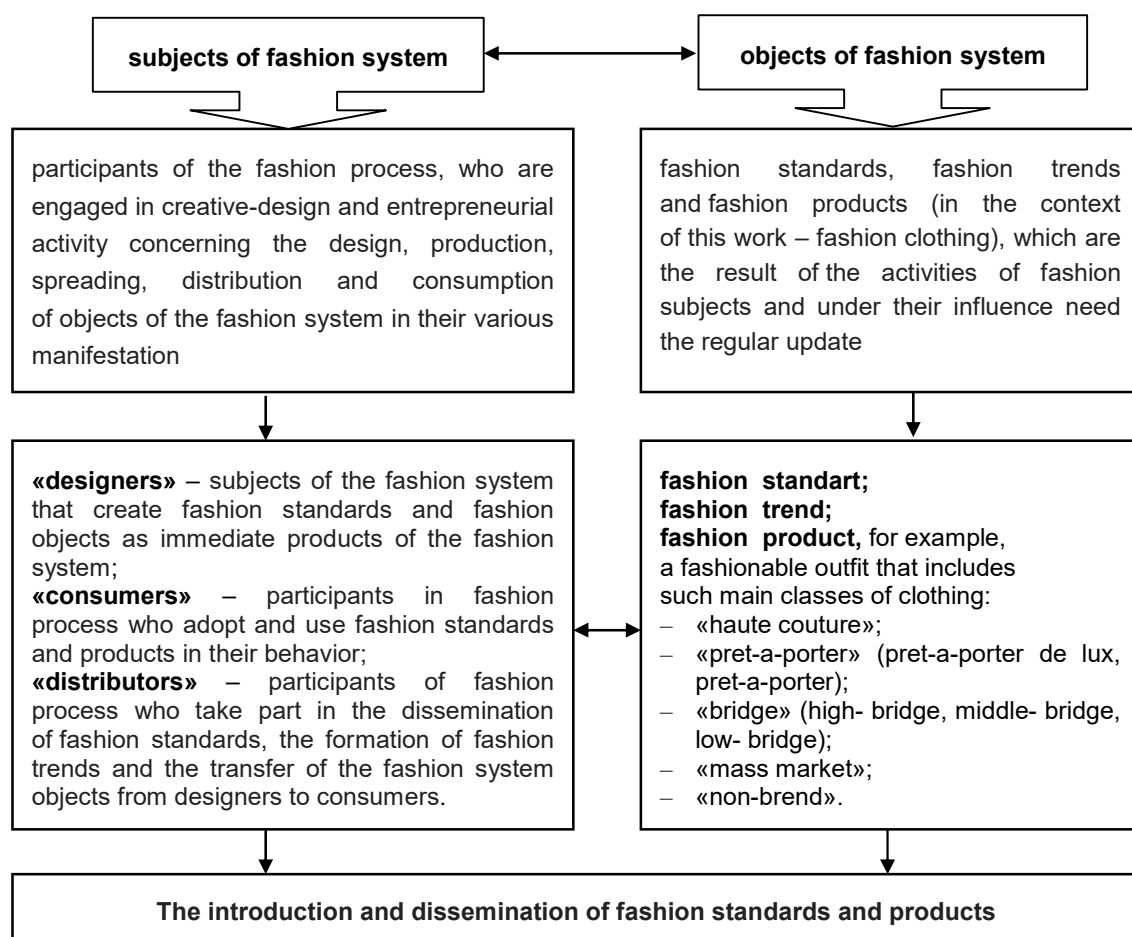 subjects of fashion system
objects of fashion system
participants of the fashion process, who are
engaged in creative-design and entrepreneurial
activity concerning the design, production,
spreading, distribution and consumption
of objects of the fashion system in their various
manifestation
fashion standards, fashion trends
and fashion products (in the context
of this work – fashion clothing), which are
the result of the activities of fashion
subjects and under their influence need
the regular update
«designers» – subjects of the fashion system
that create fashion standards and fashion
objects as immediate products of the fashion
system;
«consumers» – participants in fashion
process who adopt and use fashion standards
and products in their behavior;
«distributors» – participants of fashion
process who take part in the dissemination
of fashion standards, the formation of fashion
trends and the transfer of the fashion system
objects from designers to consumers.
fashion standart;
fashion trend;
fashion product, for example,
a fashionable outfit that includes
such main classes of clothing:
– «haute couture»;
– «pret-a-porter» (pret-a-porter de lux,
pret-a-porter);
– «bridge» (high- bridge, middle- bridge,
low- bridge);
– «mass market»;
– «non-brend».
The introduction and dissemination of fashion standards and products